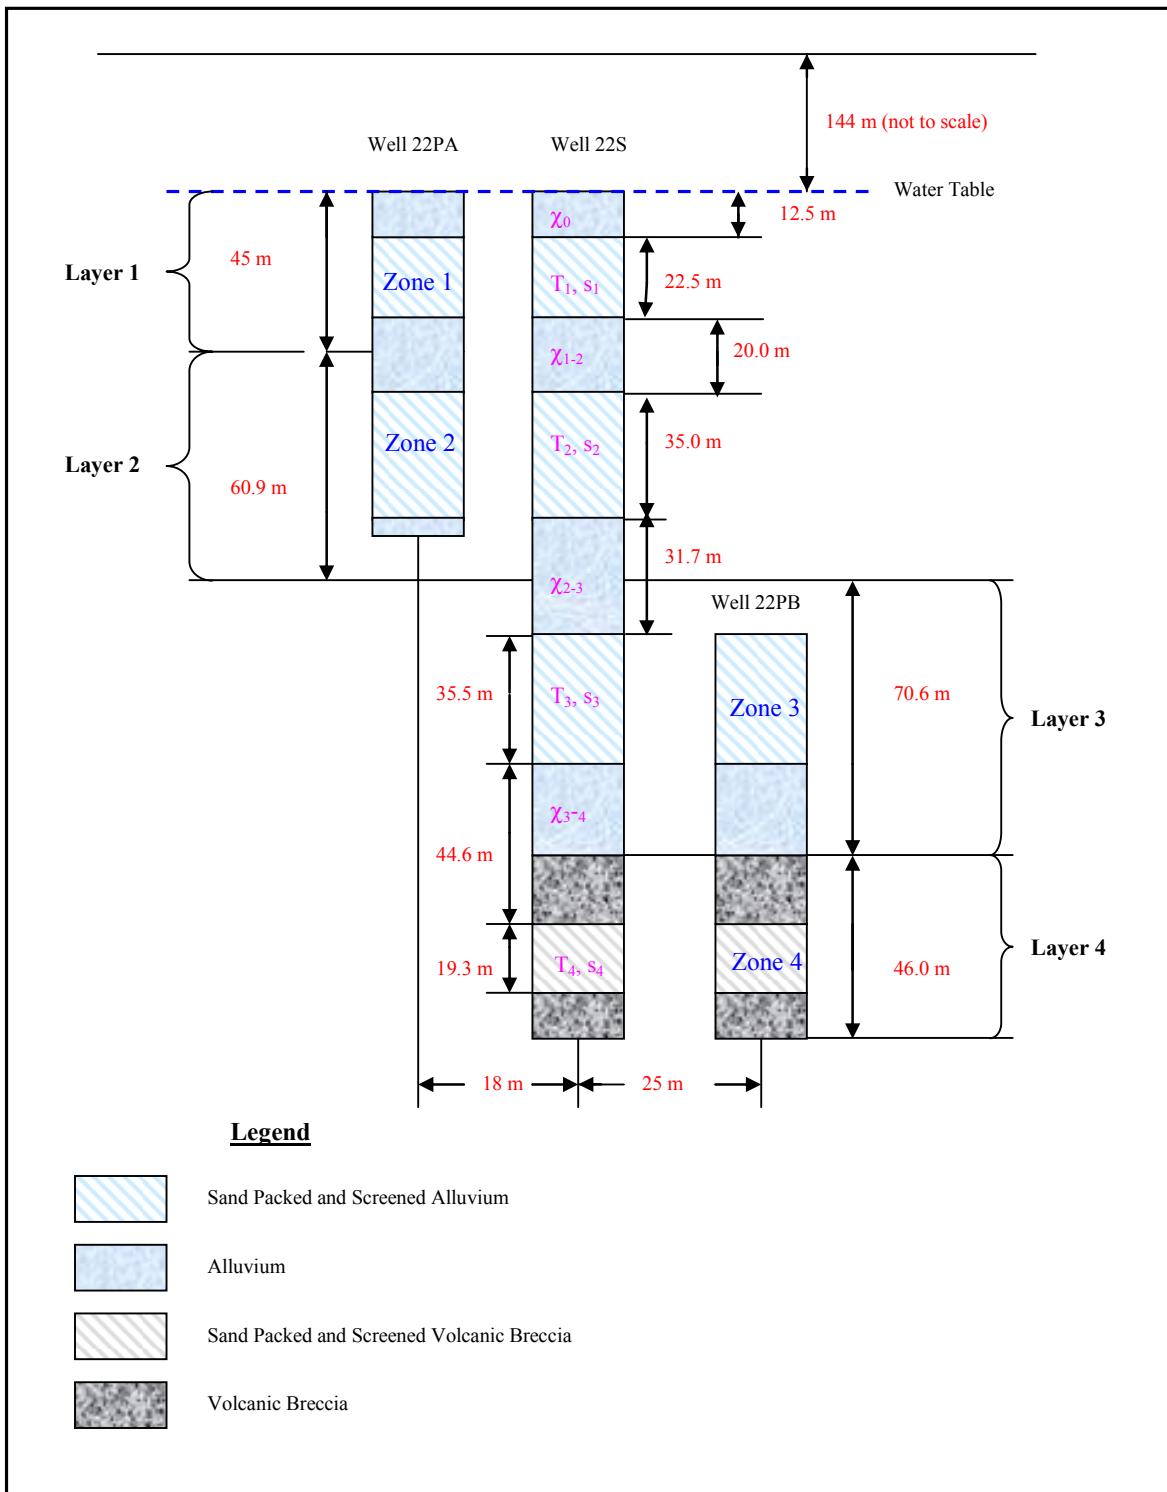 144 m (not to scale)
Well 22PA
Well 22S
Water Table
χ0
12.5 m
45 m
Layer 1
Zone 1
T1, s1
22.5 m
χ1-2
20.0 m
Zone 2
T2, s2
35.0 m
Layer 2
60.9 m
31.7 m
χ2-3
Well 22PB
35.5 m
T3, s3
Zone 3
70.6 m
Layer 3
χ3-4
44.6 m
19.3 m
T4, s4
Zone 4
46.0 m
Layer 4
18 m
25 m
Legend
Sand Packed and Screened Alluvium
Alluvium
Sand Packed and Screened Volcanic Breccia
Volcanic Breccia